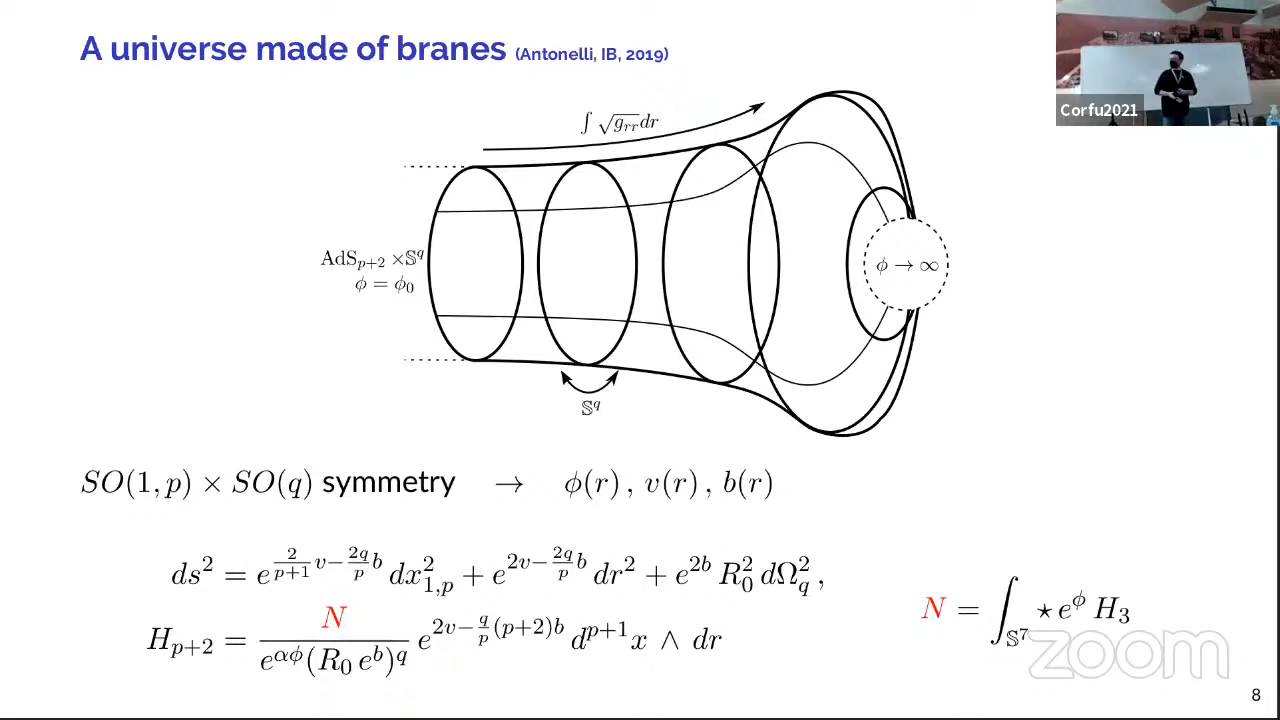 A universe made of branes (Antonelli, IB, 2019)
Corfu2021
∫ √g_{rr} dr
AdS_{p+2} × 𝕊^q
ϕ = ϕ_0
ϕ → ∞
𝕊^q
SO(1, p) × SO(q) symmetry → ϕ(r) , v(r) , b(r)
ds^2 = e^{\frac{2}{p+1}v − \frac{2q}{p}b} dx^2_{1,p} + e^{2v − \frac{2q}{p}b} dr^2 + e^{2b} R_0^2 dΩ_q^2 ,
H_{p+2} = \frac{N}{e^{αϕ}(R_0 e^b)^q} e^{2v − \frac{q}{p}(p+2)b} d^{p+1}x ∧ dr
N = ∫_{𝕊^7} ⋆ e^ϕ H_3
zoom
8